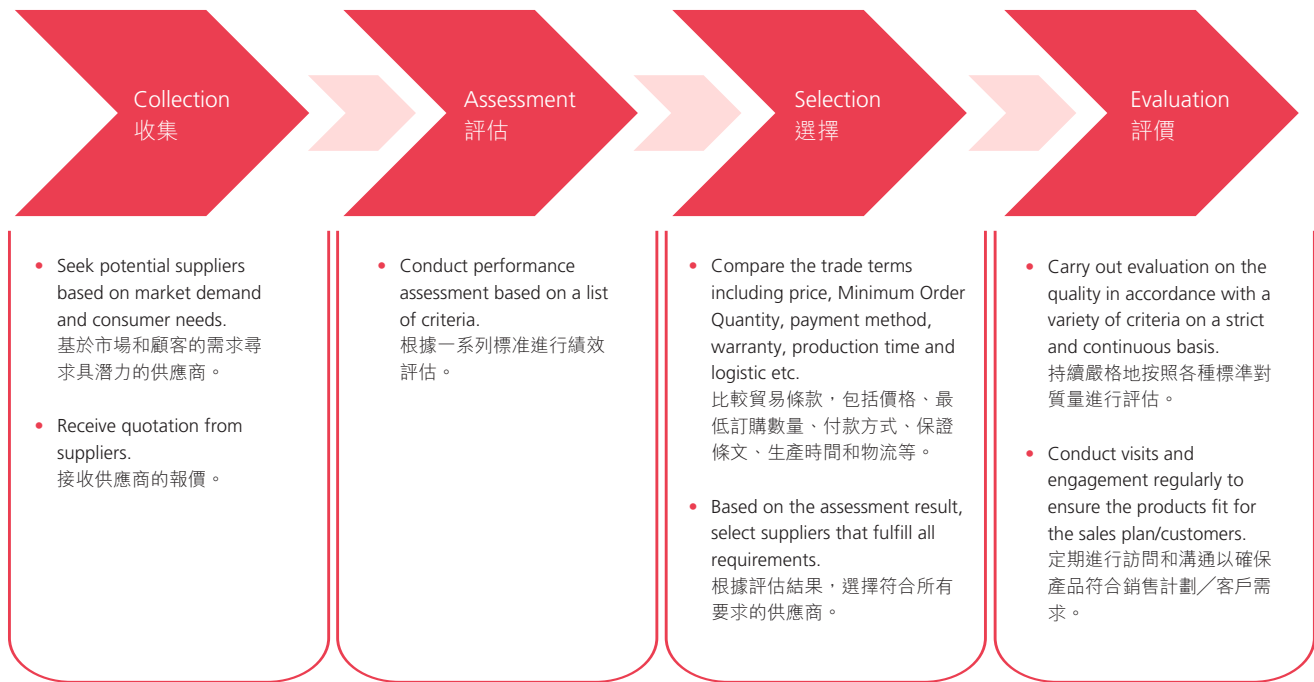 Collection
收集
Assessment
評估
Selection
選擇
Evaluation
評價
• Seek potential suppliers
based on market demand
and consumer needs.
基於市場和顧客的需求尋
求具潛力的供應商。
• Receive quotation from
suppliers.
接收供應商的報價。
• Conduct performance
assessment based on a list
of criteria.
根據一系列標准進行績效
評估。
• Compare the trade terms
including price, Minimum Order
Quantity, payment method,
warranty, production time and
logistic etc.
比較貿易條款，包括價格、最
低訂購數量、付款方式、保證
條文、生產時間和物流等。
• Based on the assessment result,
select suppliers that fulfill all
requirements.
根據評估結果，選擇符合所有
要求的供應商。
• Carry out evaluation on the
quality in accordance with a
variety of criteria on a strict
and continuous basis.
持續嚴格地按照各種標準對
質量進行評估。
• Conduct visits and
engagement regularly to
ensure the products fit for
the sales plan/customers.
定期進行訪問和溝通以確保
產品符合銷售計劃／客戶需
求。